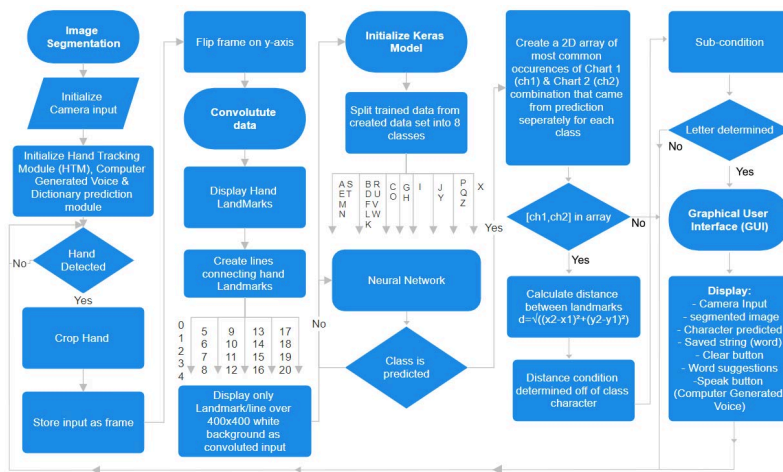 Image
Segmentation
Initialize
Camera input
Initialize Hand Tracking
Module (HTM), Computer
Generated Voice &
Dictionary prediction
module
No
Hand
Detected
Yes
Crop Hand
Store input as frame
Flip frame on y-axis
Convolutute
data
Display Hand
LandMarks
Create lines
connecting hand
Landmarks
0
1
2
3
4
5
6
7
8
9
10
11
12
13
14
15
16
17
18
19
20
Display only
Landmark/line over
400x400 white
background as
convoluted input
Initialize Keras
Model
Split trained data from
created data set into 8
classes
A
E
M
N
S
T
B
D
F
L
K
R
U
V
W
C
O
G
H
I
J
Y
P
Q
Z
X
Neural Network
No
Class is
predicted
Yes
Create a 2D array of
most common
occurences of Chart 1
(ch1) & Chart 2 (ch2)
combination that came
from prediction
seperately for each
class
[ch1,ch2] in array
No
Yes
Calculate distance
between landmarks
d=√((x2-x1)²+(y2-y1)²)
Distance condition
determined off of class
character
Sub-condition
Letter determined
No
Yes
Graphical User
Interface (GUI)
Display:
- Camera Input
- segmented image
- Character predicted
- Saved string (word)
- Clear button
- Word suggestions
-Speak button
(Computer Generated
Voice)